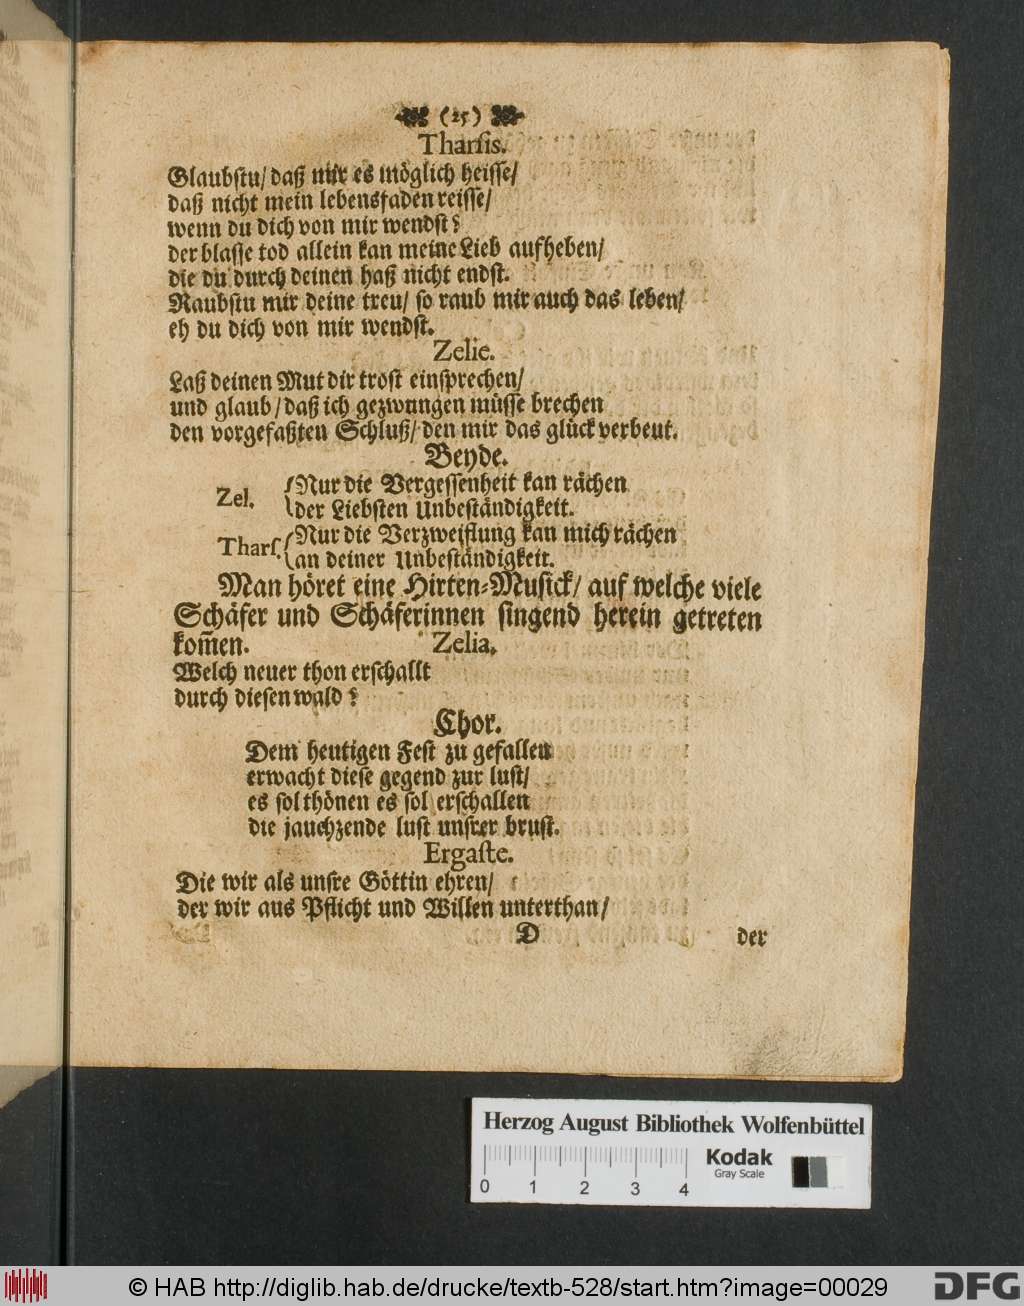 (25)
Tharsis.
Glaubstu/ daß mir es möglich heisse/
daß nicht mein lebensfaden reisse/
wenn du dich von mir wendst?
der blasse tod allein kan meine Lieb aufheben/
die du durch deinen haß nicht endst.
Raubstu mir deine treu/ so raub mir auch das leben/
eh du dich von mir wendst.
Zelie.
Laß deinen Mut dir trost einsprechen/
und glaub/ daß ich gezwungen müsse brechen
den vorgefaßten Schluß/ den mir das glück verbeut.
Beyde.
Zel. {Nur die Vergessenheit kan rächen
der Liebsten Unbeständigkeit.
Thars. {Nur die Verzweiflung kan mich rächen
an deiner Unbeständigkeit.
Man höret eine Hirten-Musick/ auf welche viele
Schäfer und Schäferinnen singend herein getreten
kom̃en. Zelia.
Welch neuer thon erschallt
durch diesen wald?
Chor.
Dem heutigen Fest zu gefallen
erwacht diese gegend zur lust/
es sol thönen es sol erschallen
die jauchzende lust unsrer brust.
Ergaste.
Die wir als unsre Göttin ehren/
der wir aus Pflicht und Willen unterthan/
D der
Herzog August Bibliothek Wolfenbüttel
Kodak
Gray Scale
0 1 2 3 4
© HAB http://diglib.hab.de/drucke/textb-528/start.htm?image=00029
DFG